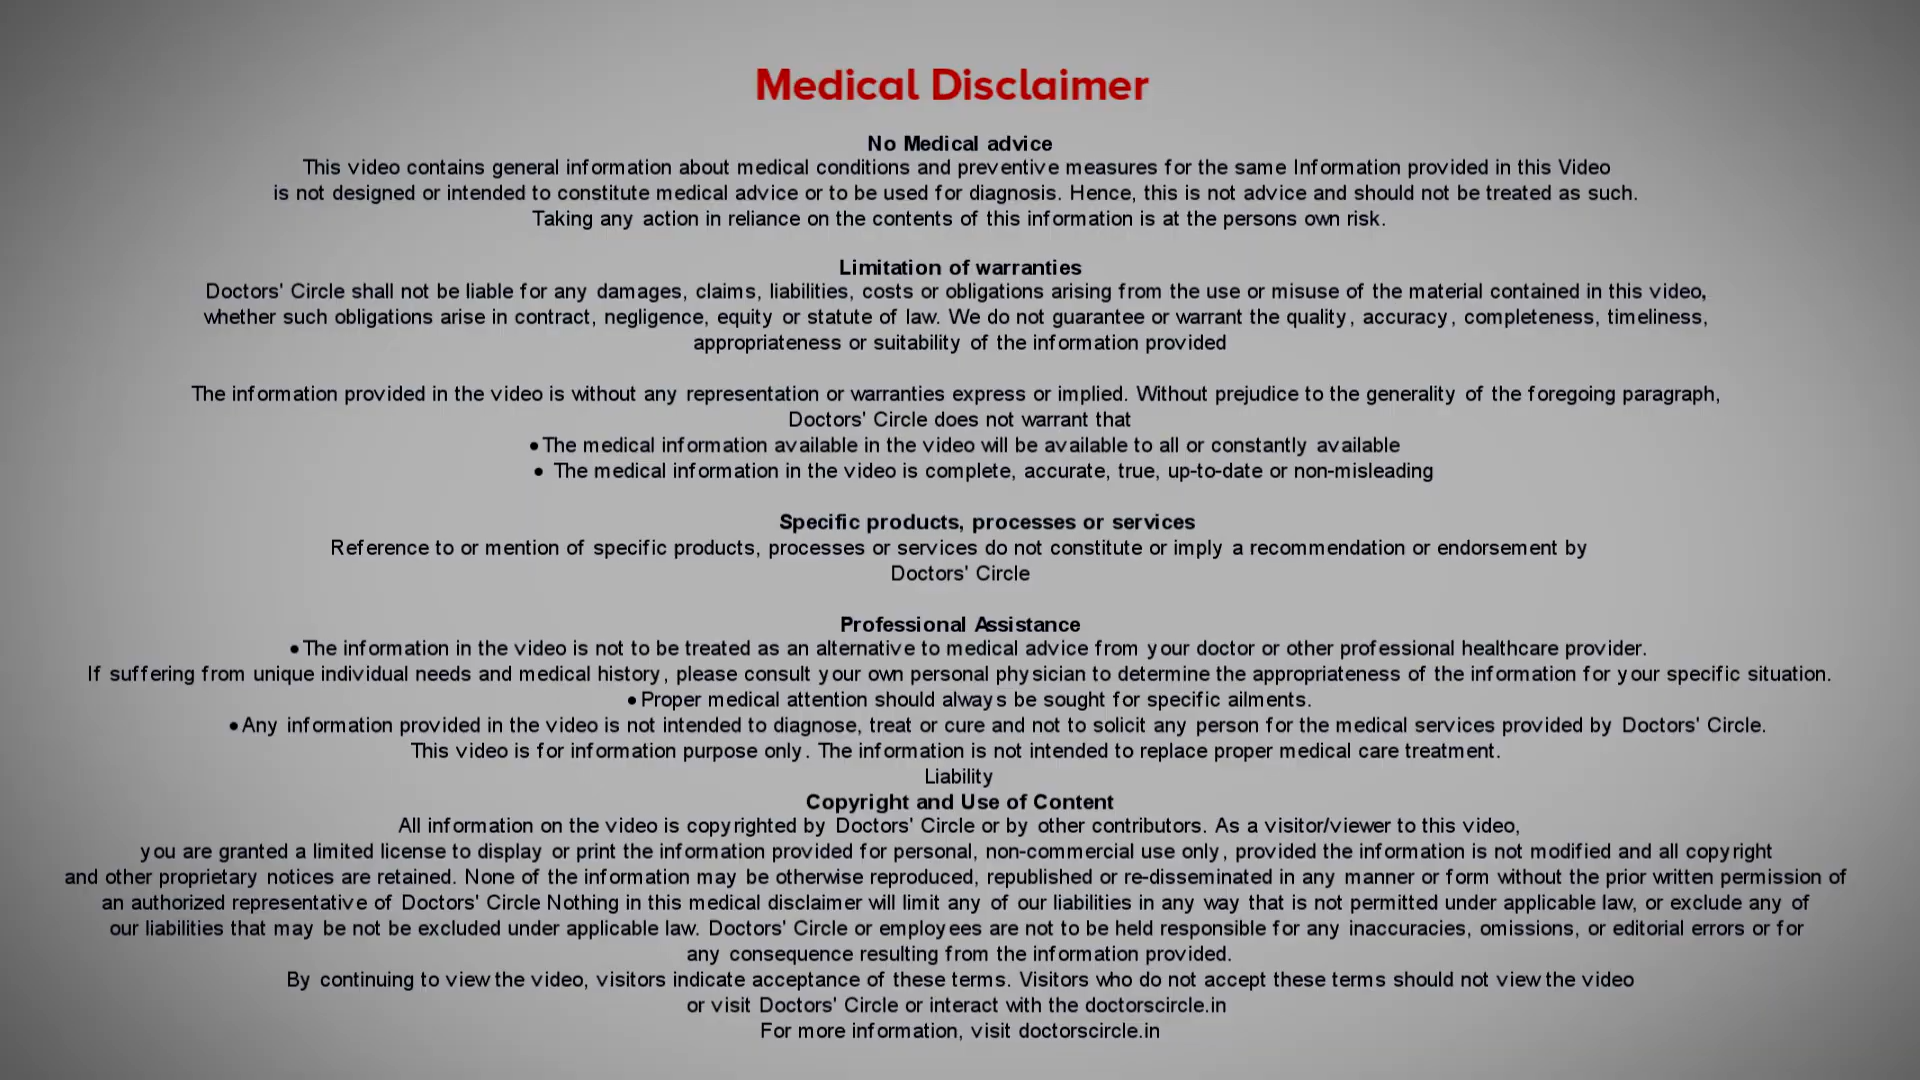 Medical Disclaimer
No Medical advice
This video contains general information about medical conditions and preventive measures for the same Information provided in this Video
is not designed or intended to constitute medical advice or to be used for diagnosis. Hence, this is not advice and should not be treated as such.
Taking any action in reliance on the contents of this information is at the persons own risk.
Limitation of warranties
Doctors' Circle shall not be liable for any damages, claims, liabilities, costs or obligations arising from the use or misuse of the material contained in this video,
whether such obligations arise in contract, negligence, equity or statute of law. We do not guarantee or warrant the quality, accuracy, completeness, timeliness,
appropriateness or suitability of the information provided
The information provided in the video is without any representation or warranties express or implied. Without prejudice to the generality of the foregoing paragraph,
Doctors' Circle does not warrant that
•The medical information available in the video will be available to all or constantly available
• The medical information in the video is complete, accurate, true, up-to-date or non-misleading
Specific products, processes or services
Reference to or mention of specific products, processes or services do not constitute or imply a recommendation or endorsement by
Doctors' Circle
Professional Assistance
•The information in the video is not to be treated as an alternative to medical advice from your doctor or other professional healthcare provider.
If suffering from unique individual needs and medical history, please consult your own personal physician to determine the appropriateness of the information for your specific situation.
•Proper medical attention should always be sought for specific ailments.
•Any information provided in the video is not intended to diagnose, treat or cure and not to solicit any person for the medical services provided by Doctors' Circle.
This video is for information purpose only. The information is not intended to replace proper medical care treatment.
Liability
Copyright and Use of Content
All information on the video is copyrighted by Doctors' Circle or by other contributors. As a visitor/viewer to this video,
you are granted a limited license to display or print the information provided for personal, non-commercial use only, provided the information is not modified and all copyright
and other proprietary notices are retained. None of the information may be otherwise reproduced, republished or re-disseminated in any manner or form without the prior written permission of
an authorized representative of Doctors' Circle Nothing in this medical disclaimer will limit any of our liabilities in any way that is not permitted under applicable law, or exclude any of
our liabilities that may be not be excluded under applicable law. Doctors' Circle or employees are not to be held responsible for any inaccuracies, omissions, or editorial errors or for
any consequence resulting from the information provided.
By continuing to view the video, visitors indicate acceptance of these terms. Visitors who do not accept these terms should not view the video
or visit Doctors' Circle or interact with the doctorscircle.in
For more information, visit doctorscircle.in